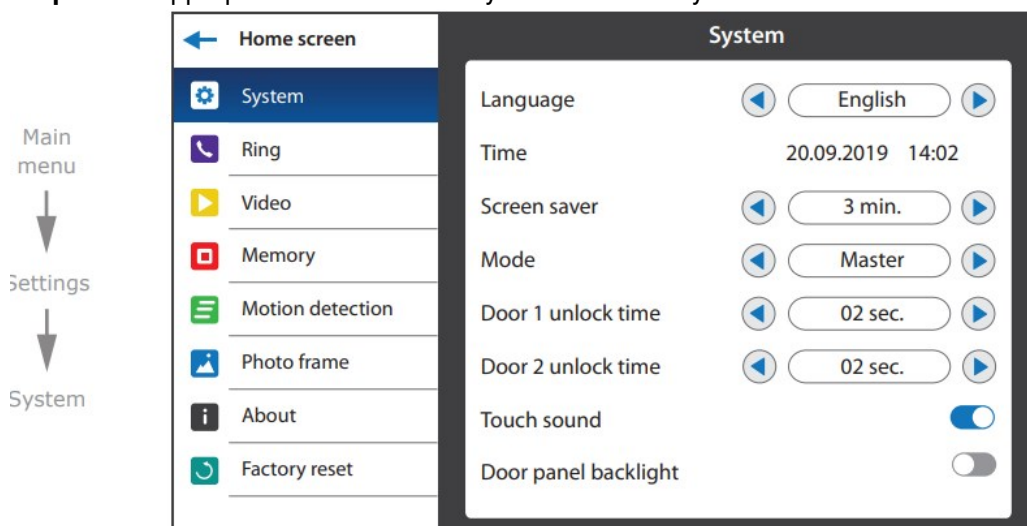 Home screen
System
Ring
Video
Memory
Motion detection
Photo frame
About
Factory reset
Main
menu
Settings
System
System
Language English
Time 20.09.2019 14:02
Screen saver 3 min.
Mode Master
Door 1 unlock time 02 sec.
Door 2 unlock time 02 sec.
Touch sound
Door panel backlight